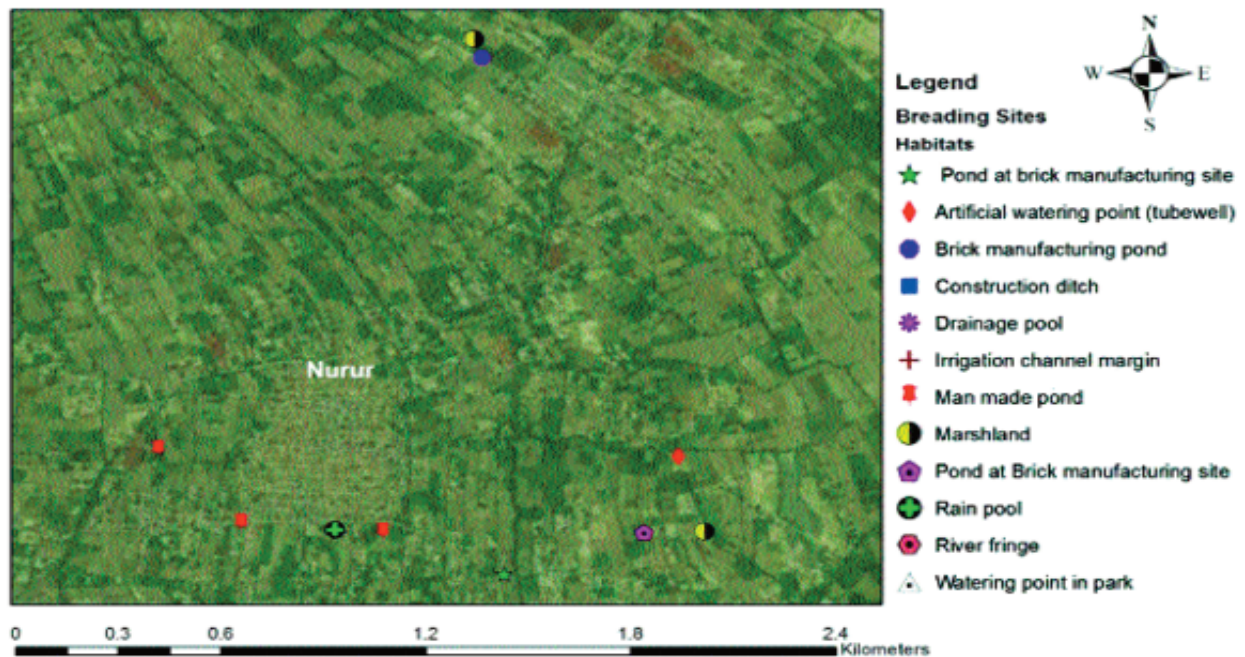 N
W E
S
Legend
Breading Sites
Habitats
Pond at brick manufacturing site
Artificial watering point (tubewell)
Brick manufacturing pond
Construction ditch
Drainage pool
Irrigation channel margin
Man made pond
Marshland
Pond at Brick manufacturing site
Rain pool
River fringe
Watering point in park
Nurur
0 0.3 0.6 1.2 1.8 2.4
Kilometers